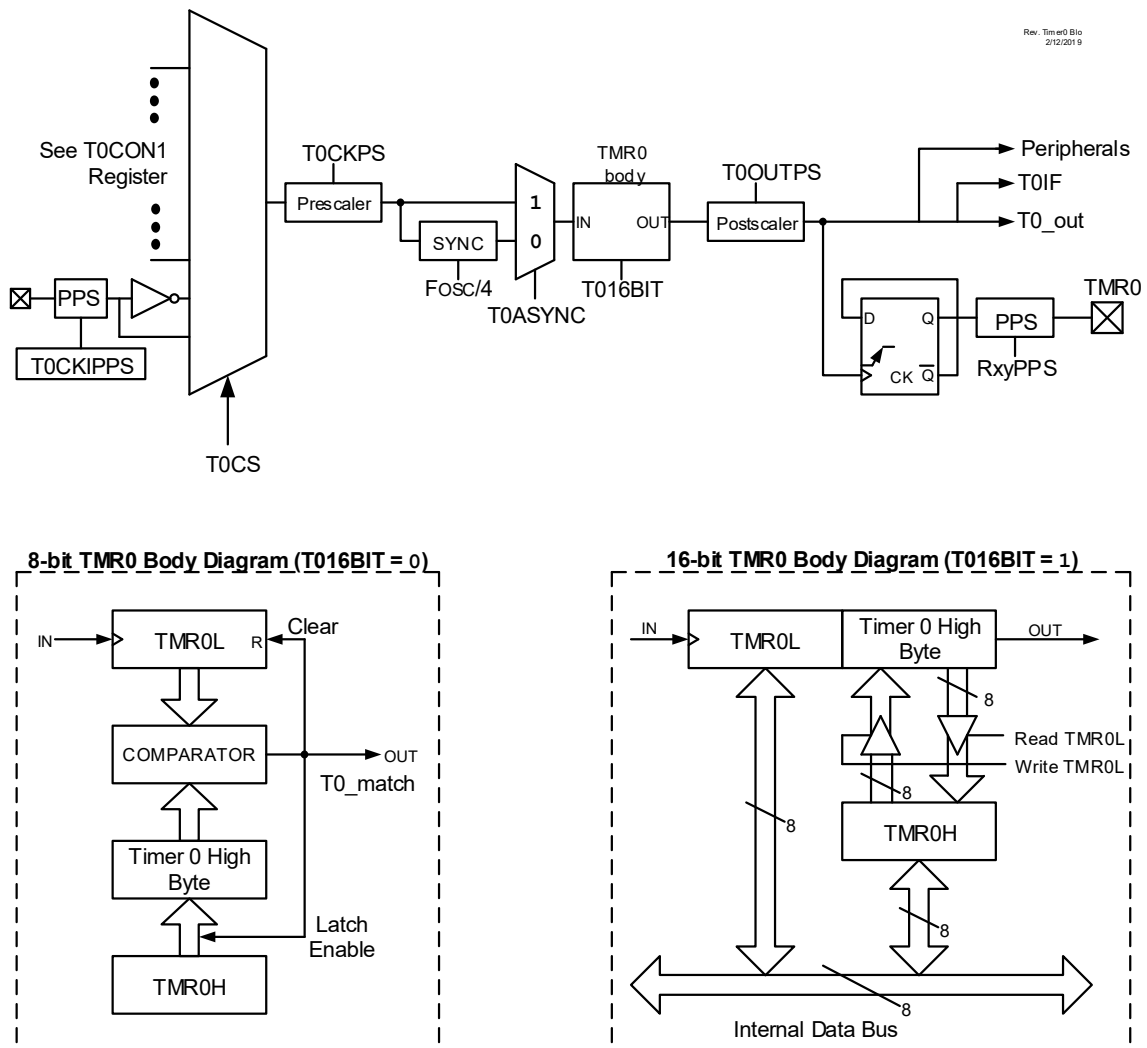 Rev. Timer0 Blo
2/12/2019
See T0CON1
Register
PPS
T0CKIPPS
T0CS
T0CKPS
Prescaler
SYNC
FOSC/4
1
0
T0ASYNC
TMR0
body
IN
OUT
T016BIT
T0OUTPS
Postscaler
Peripherals
T0IF
T0_out
TMR0
D
Q
CK
Q
PPS
RxyPPS
8-bit TMR0 Body Diagram (T016BIT = 0)
IN
TMR0L
R
Clear
COMPARATOR
OUT
T0_match
Timer 0 High
Byte
Latch
Enable
TMR0H
16-bit TMR0 Body Diagram (T016BIT = 1)
IN
TMR0L
Timer 0 High
Byte
OUT
8
Read TMR0L
Write TMR0L
8
8
TMR0H
8
8
Internal Data Bus